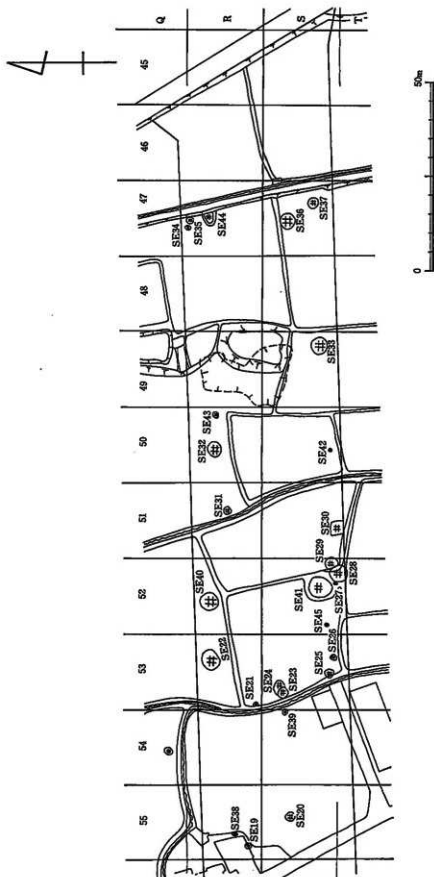 Q R S T
45
46
47
48
49
50
51
52
53
54
55
SE34
SE35
SE44
SE36
SE37
SE33
SE43
SE32
SE42
SE31
SE30
SE29
SE28
SE27
SE41
SE40
SE45
SE26
SE25
SE22
SE24
SE23
SE21
SE39
SE38
SE19
SE20
0 50m